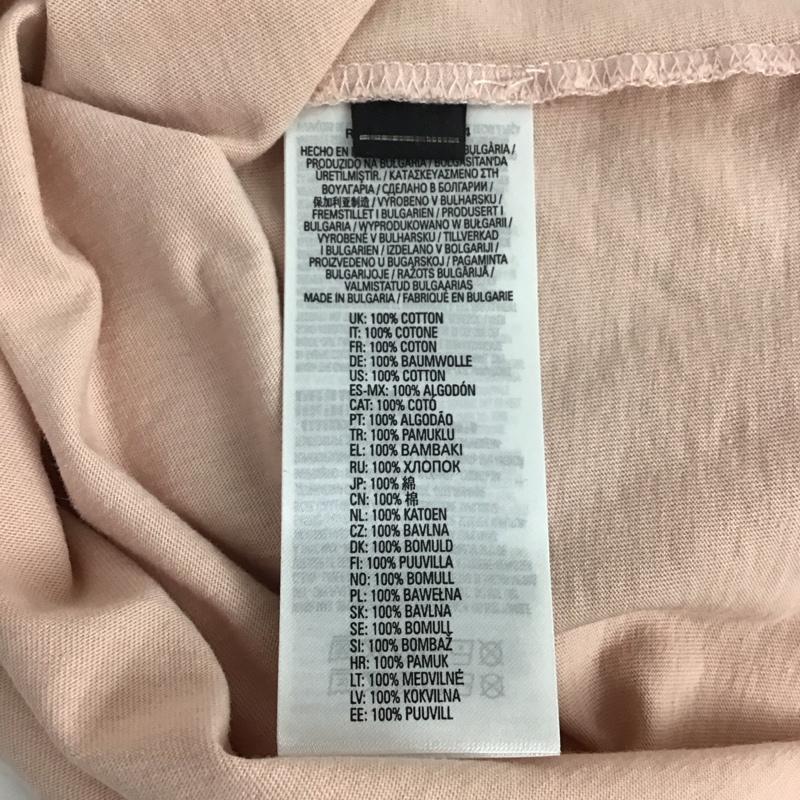 HECHO EN BULGÀRIA /
PRODUZIDO NA BULGARIA / BULGASITAN'DA
ÜRETILMIŞTIR. / ΚΑΤΑΣΚΕΥΑΣΜΕΝΟ ΣΤΗ
ΒΟΥΛΓΑΡΙΑ / СДЕЛАНО В БОЛГАРИИ /
保加利亚制造 / VYROBENO V BULHARSKU /
FREMSTILLET I BULGARIEN / PRODUSERT I
BULGARIA / WYPRODUKOWANO W BUŁGARII /
VYROBENÉ V BULHARSKU / TILLVERKAD
I BULGARIEN / IZDELANO V BOLGARIJI /
PROIZVEDENO U BUGARSKOJ / PAGAMINTA
BULGARIJOJE / RAŽOTS BULGĀRIJĀ /
VALMISTATUD BULGAARIAS
MADE IN BULGARIA / FABRIQUÉ EN BULGARIE
UK: 100% COTTON
IT: 100% COTONE
FR: 100% COTON
DE: 100% BAUMWOLLE
US: 100% COTTON
ES-MX: 100% ALGODÓN
CAT: 100% COTÓ
PT: 100% ALGODÃO
TR: 100% PAMUKLU
EL: 100% ΒΑΜΒΑΚΙ
RU: 100% ХЛОПОК
JP: 100% 綿
CN: 100% 棉
NL: 100% KATOEN
CZ: 100% BAVLNA
DK: 100% BOMULD
FI: 100% PUUVILLA
NO: 100% BOMULL
PL: 100% BAWEŁNA
SK: 100% BAVLNA
SE: 100% BOMULL
SI: 100% BOMBAŽ
HR: 100% PAMUK
LT: 100% MEDVILNĖ
LV: 100% KOKVILNA
EE: 100% PUUVILL